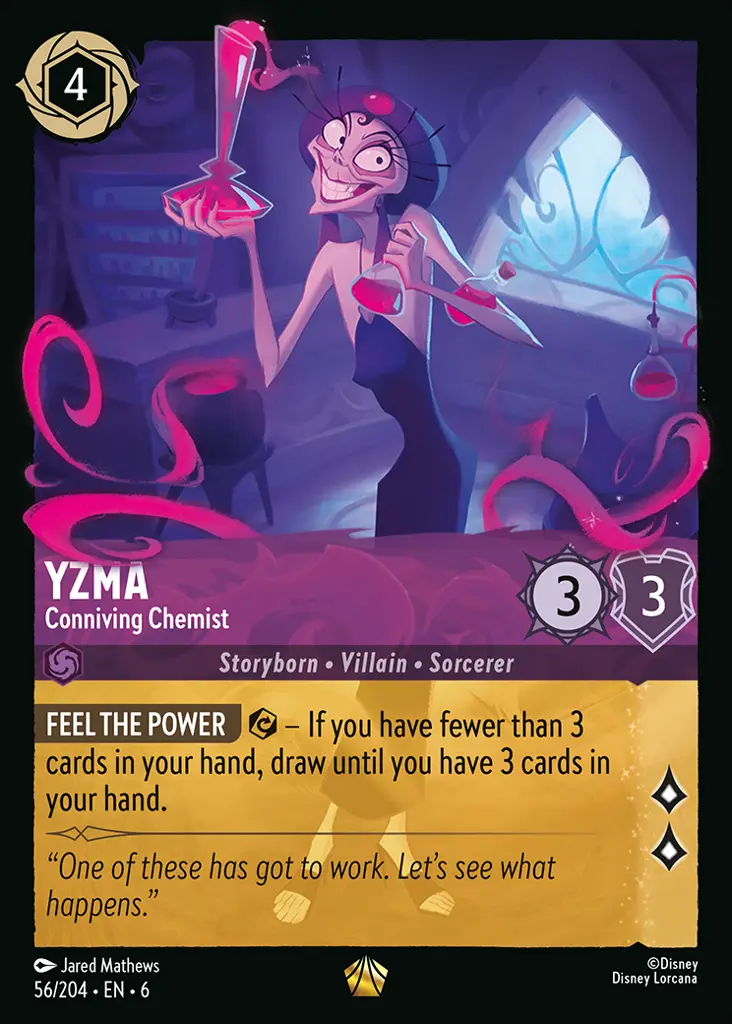 4
YZMA
Conniving Chemist
3
3
Storyborn • Villain • Sorcerer
FEEL THE POWER – If you have fewer than 3
cards in your hand, draw until you have 3 cards in
your hand.
“One of these has got to work. Let’s see what
happens.”
Jared Mathews
©Disney
56/204 • EN • 6
Disney Lorcana